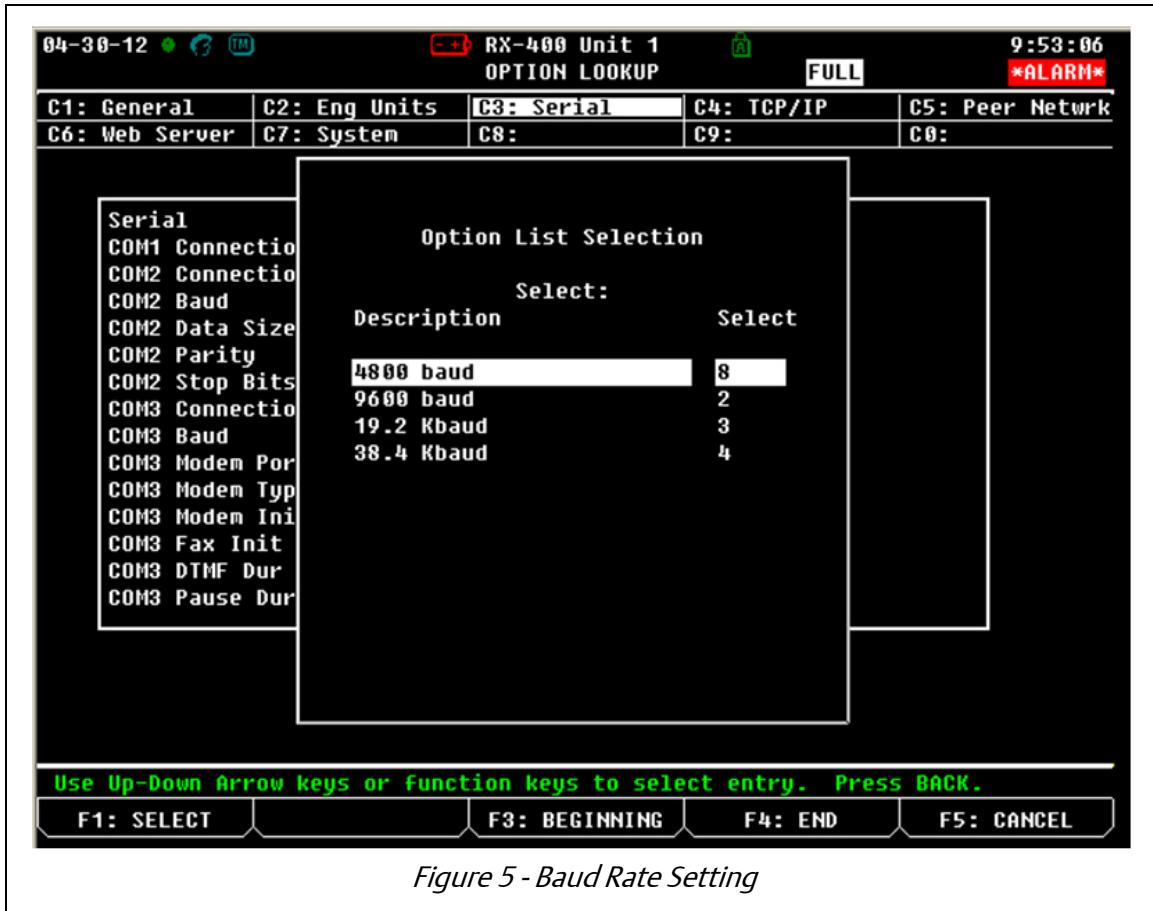 04-30-12 TM - + RX-400 Unit 1 A 9:53:06
OPTION LOOKUP FULL *ALARM*
C1: General C2: Eng Units C3: Serial C4: TCP/IP C5: Peer Netwrk
C6: Web Server C7: System C8: C9: C0:
Serial
COM1 Connectio
COM2 Connectio
COM2 Baud
COM2 Data Size
COM2 Parity
COM2 Stop Bits
COM3 Connectio
COM3 Baud
COM3 Modem Por
COM3 Modem Typ
COM3 Modem Ini
COM3 Fax Init
COM3 DTMF Dur
COM3 Pause Dur
Option List Selection
Select:
Description Select
4800 baud 8
9600 baud 2
19.2 Kbaud 3
38.4 Kbaud 4
Use Up-Down Arrow keys or function keys to select entry. Press BACK.
F1: SELECT F3: BEGINNING F4: END F5: CANCEL
Figure 5 - Baud Rate Setting